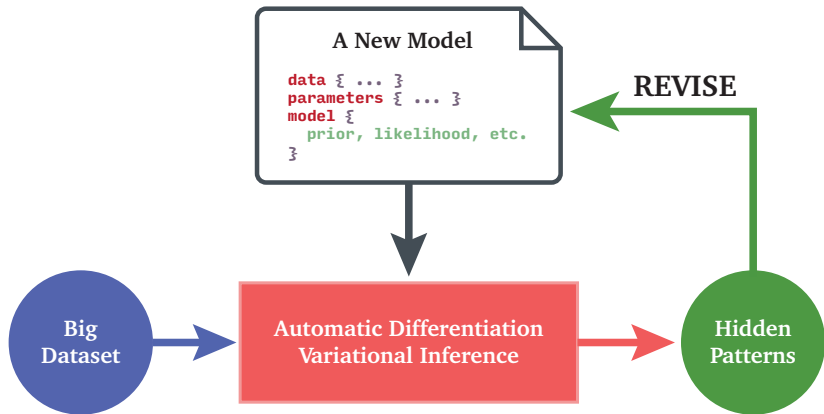 A New Model
data { ... }
parameters { ... }
model {
prior, likelihood, etc.
}
REVISE
Big
Dataset
Automatic Differentiation
Variational Inference
Hidden
Patterns